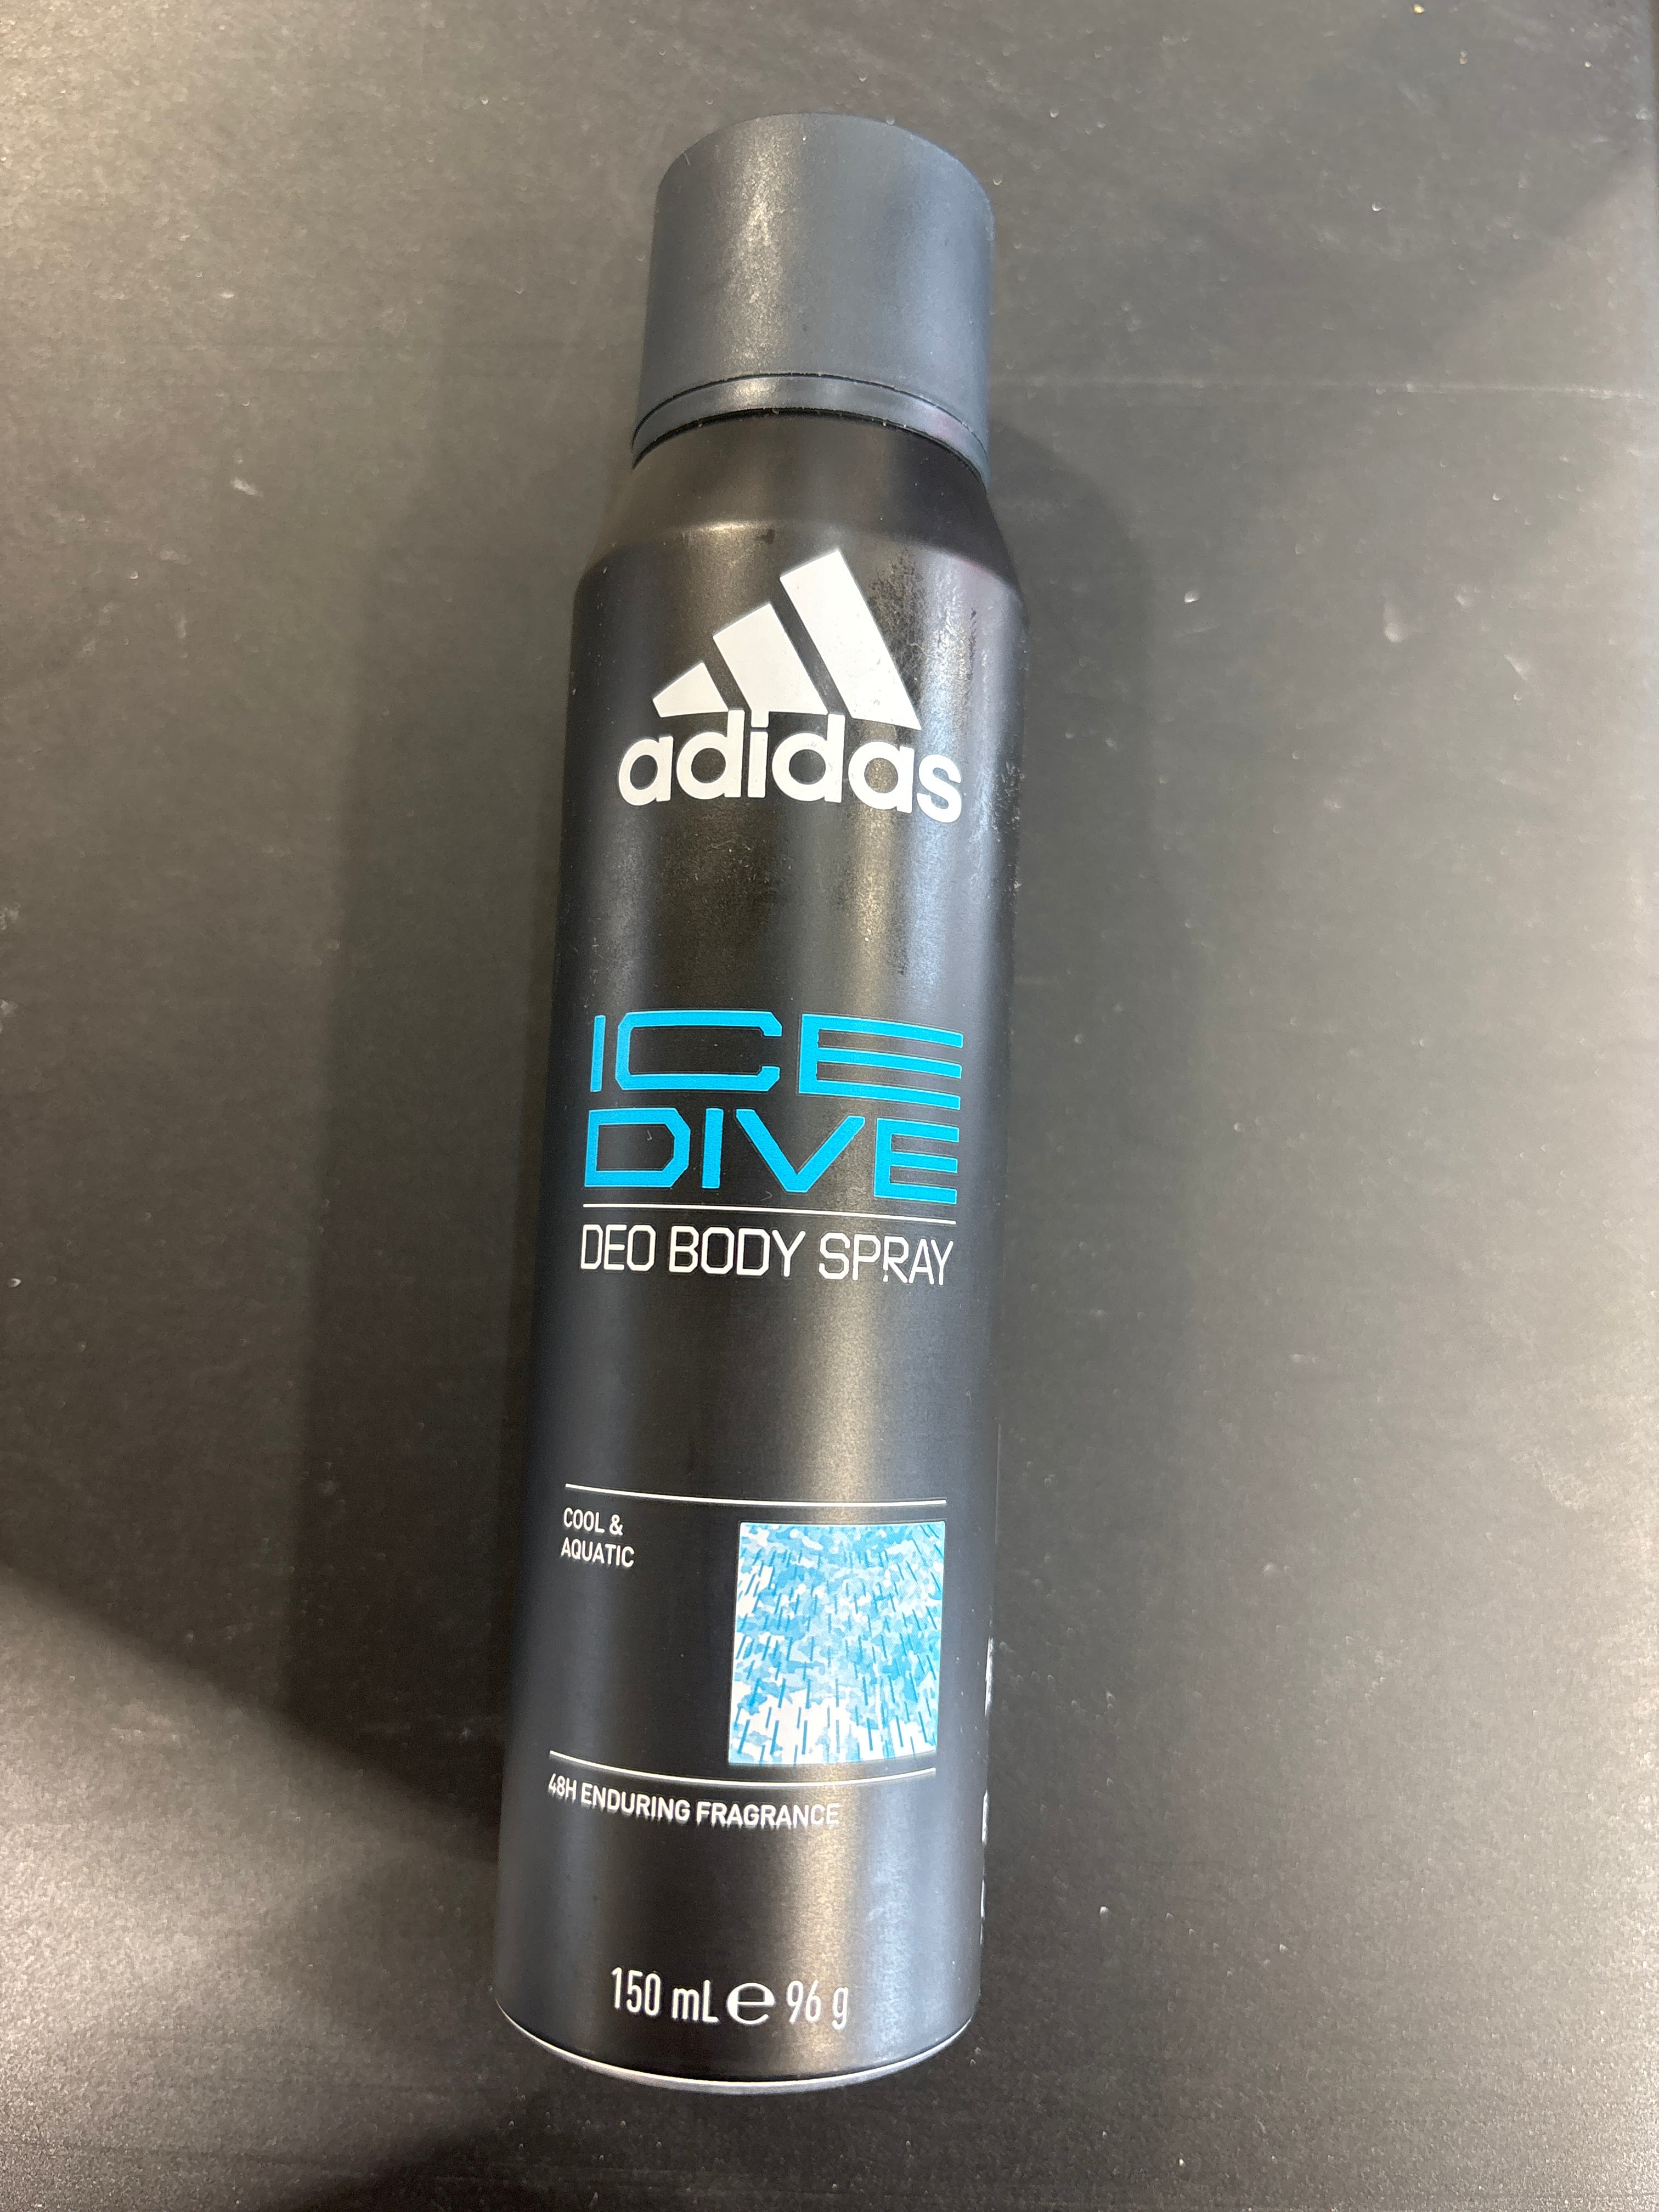 adidas
ICE
DIVE
DEO BODY SPRAY
COOL &
AQUATIC
48H ENDURING FRAGRANCE
150 mL ℮ 96 g